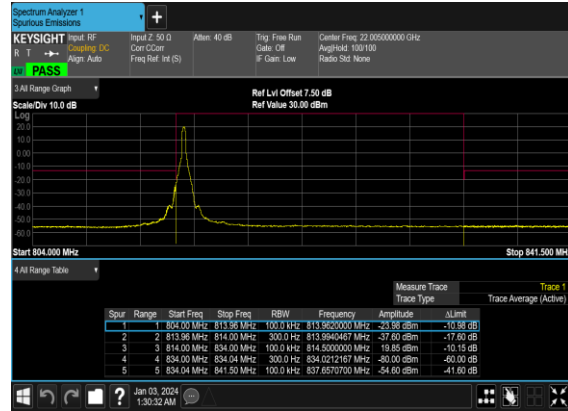 Spectrum Analyzer 1
Spurious Emissions
KEYSIGHT Input: RF Input Z: 50 Ω Atten: 40 dB Trig: Free Run Center Freq: 22.005000000 GHz
R T Coupling: DC Corr CCorr Gate: Off Avg|Hold: 100/100
Align: Auto Freq Ref: Int (S) IF Gain: Low Radio Std: None
PASS
3 All Range Graph
Ref Lvl Offset 7.50 dB
Scale/Div 10.0 dB Ref Value 30.00 dBm
Log
20.0
10.0
0.00
-10.0
-20.0
-30.0
-40.0
-50.0
-60.0
Start 804.000 MHz Stop 841.500 MH
4 All Range Table
Measure Trace Trace 1
Trace Type Trace Average (Active)
Spur Range Start Freq Stop Freq RBW Frequency Amplitude ΔLimit
1 1 804.00 MHz 813.96 MHz 100.0 kHz 813.9620000 MHz -23.98 dBm -10.98 dB
2 2 813.96 MHz 814.00 MHz 300.0 Hz 813.9940467 MHz -37.60 dBm -17.60 dB
3 3 814.00 MHz 834.00 MHz 100.0 kHz 814.5000000 MHz 19.85 dBm -10.15 dB
4 4 834.00 MHz 834.04 MHz 300.0 Hz 834.0212167 MHz -80.00 dBm -60.00 dB
5 5 834.04 MHz 841.50 MHz 100.0 kHz 837.6570700 MHz -54.60 dBm -41.60 dB
Jan 03, 2024
1:30:32 AM